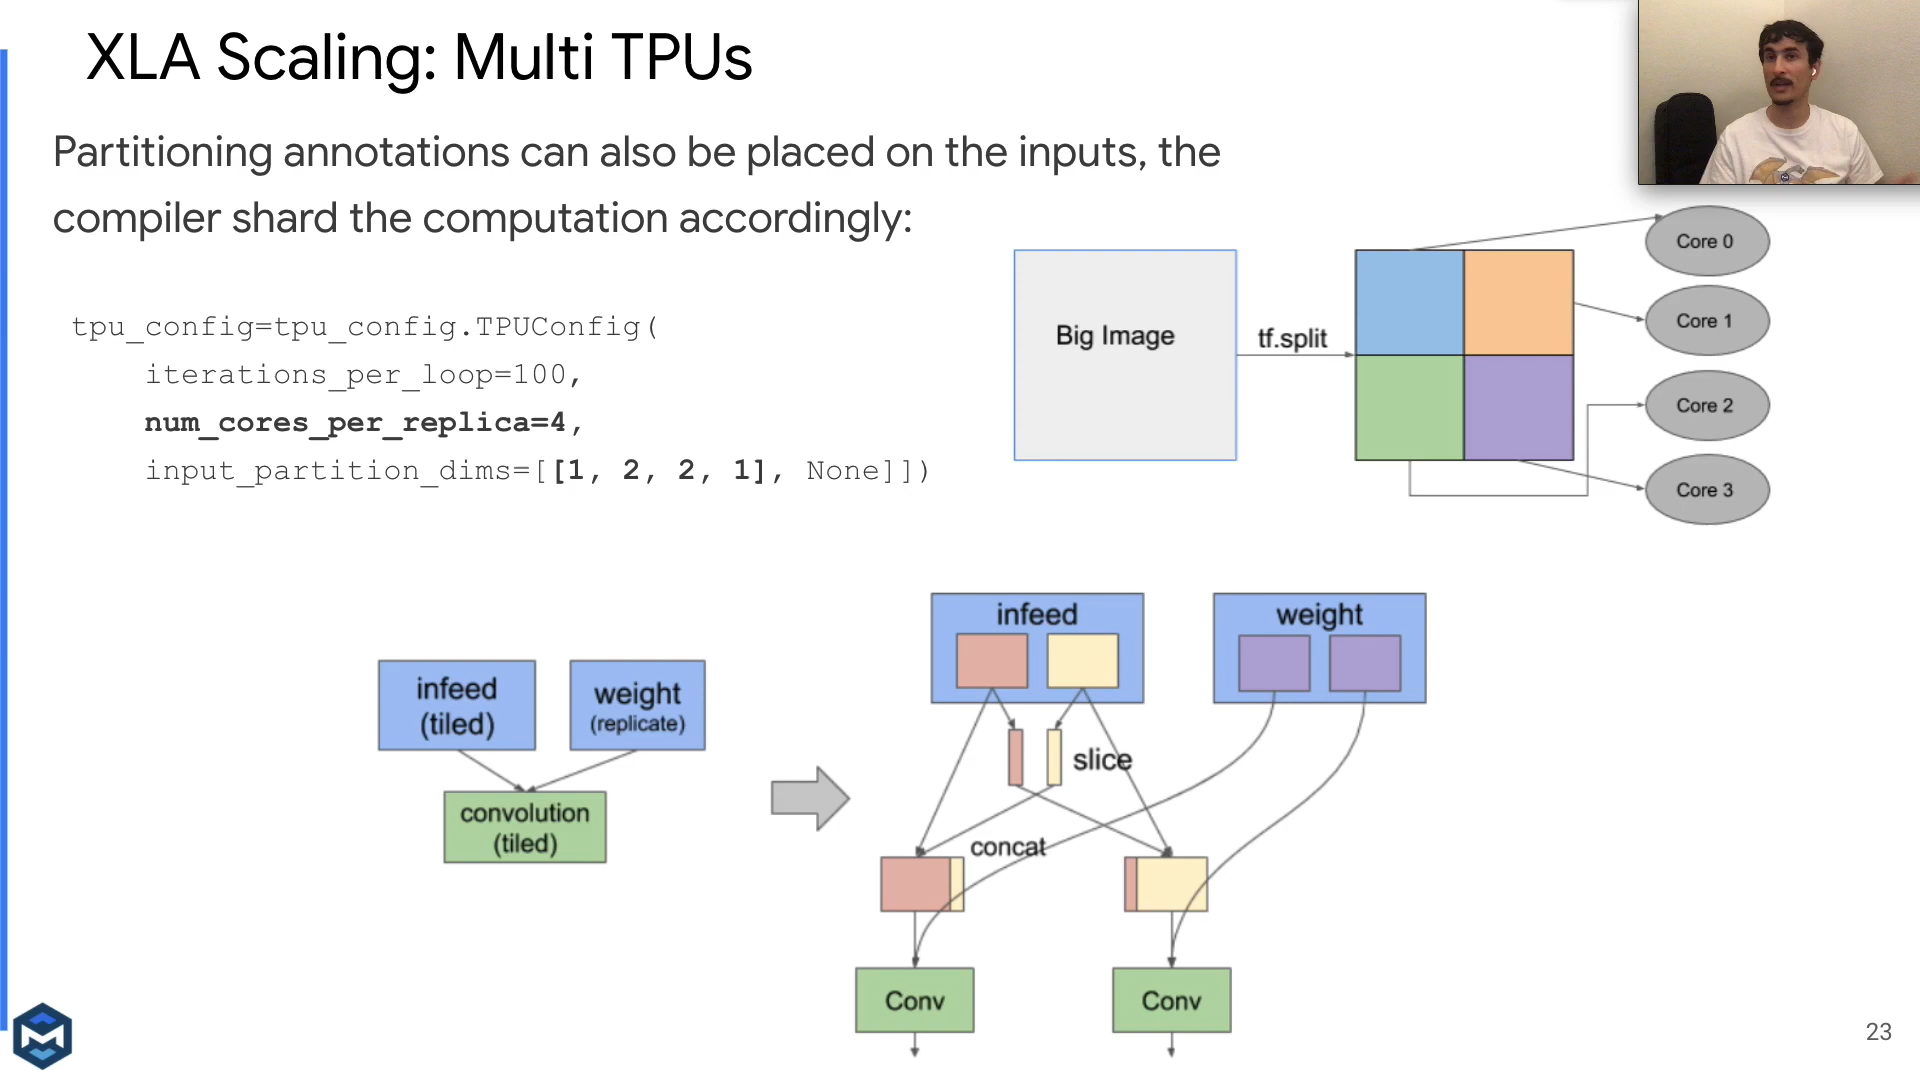 XLA Scaling: Multi TPUs
Partitioning annotations can also be placed on the inputs, the
compiler shard the computation accordingly:
tpu_config=tpu_config.TPUConfig(
iterations_per_loop=100,
num_cores_per_replica=4,
input_partition_dims=[[1, 2, 2, 1], None]])
Big Image
tf.split
Core 0
Core 1
Core 2
Core 3
infeed
(tiled)
weight
(replicate)
convolution
(tiled)
infeed
weight
slice
concat
Conv
Conv
23